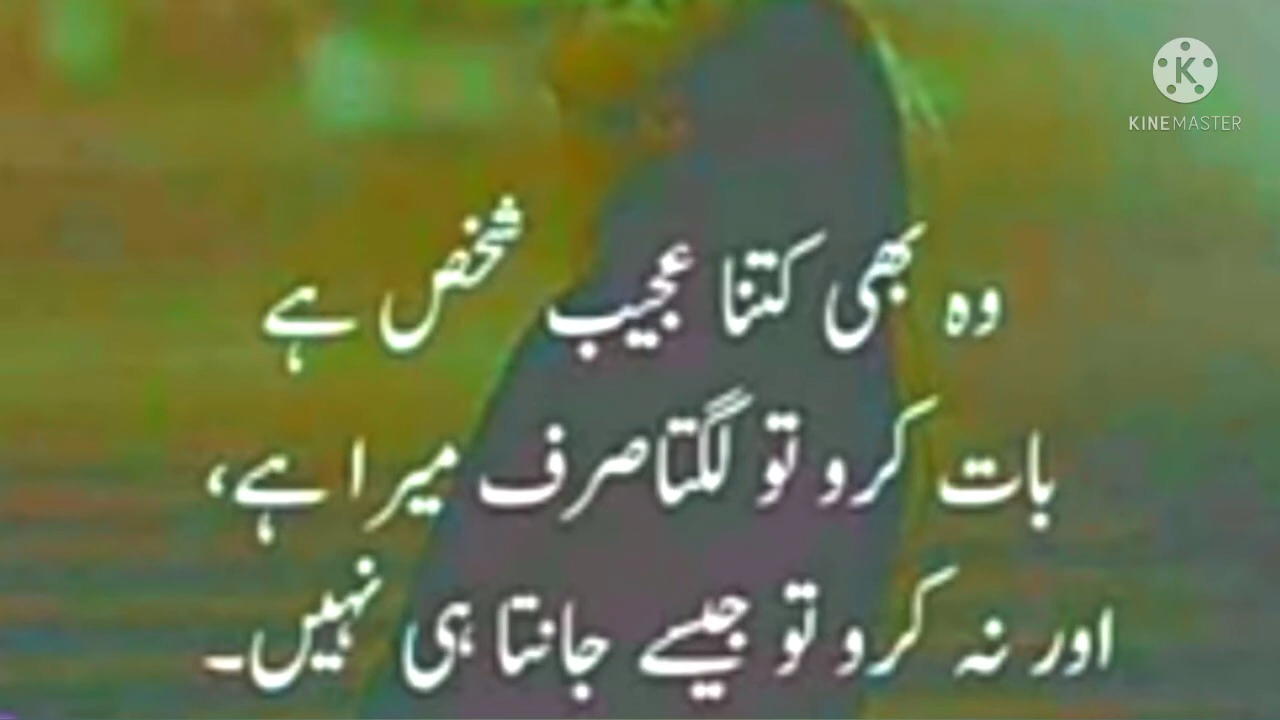 KINEMASTER
وہ بھی کتنا عجیب شخص ہے
بات کرو تو لگتا صرف میرا ہے،
اور نہ کرو تو جیسے جانتا ہی نہیں۔